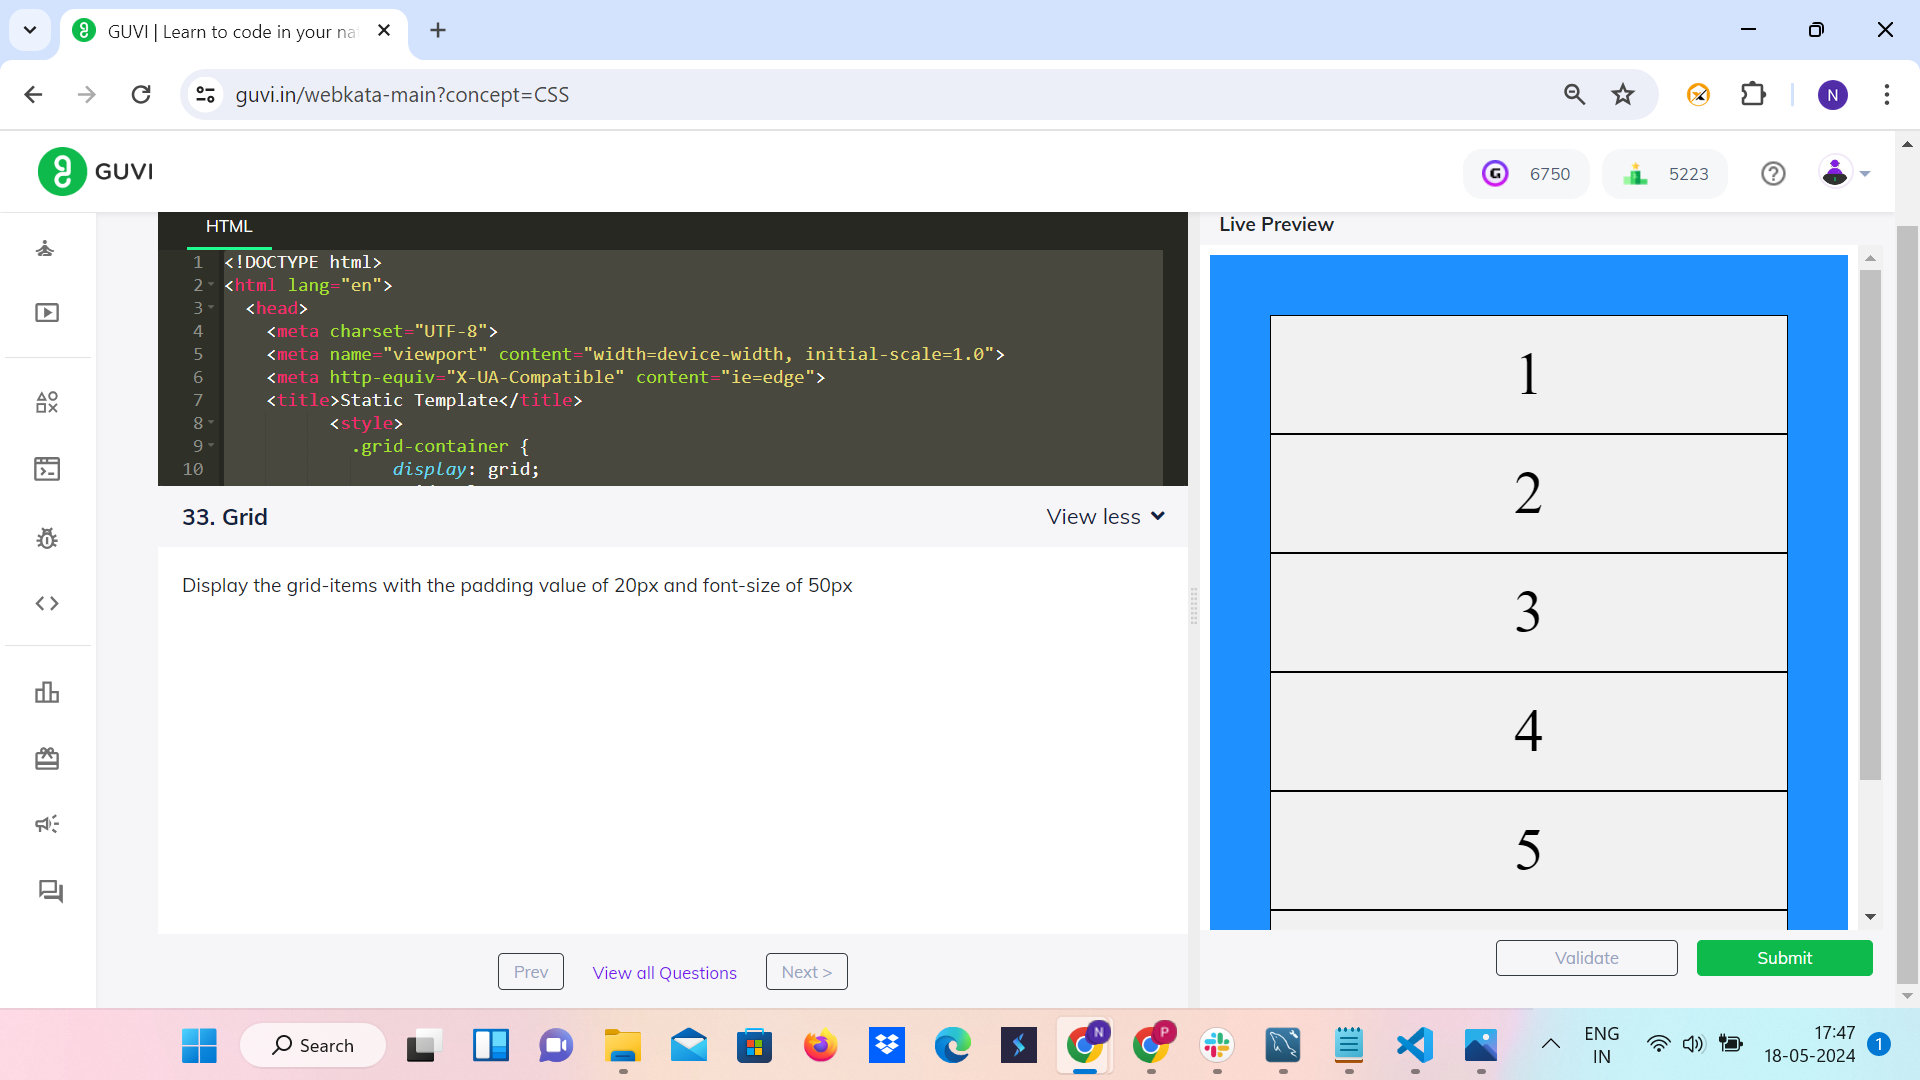 GUVI | Learn to code in your na
guvi.in/webkata-main?concept=CSS
N
GUVI
6750
5223
HTML
1 <!DOCTYPE html>
2 <html lang="en">
3 <head>
4 <meta charset="UTF-8">
5 <meta name="viewport" content="width=device-width, initial-scale=1.0">
6 <meta http-equiv="X-UA-Compatible" content="ie=edge">
7 <title>Static Template</title>
8 <style>
9 .grid-container {
10 display: grid;
33. Grid
View less
Display the grid-items with the padding value of 20px and font-size of 50px
Prev
View all Questions
Next >
Live Preview
1
2
3
4
5
Validate
Submit
Search
N
P
ENG
IN
17:47
18-05-2024
1